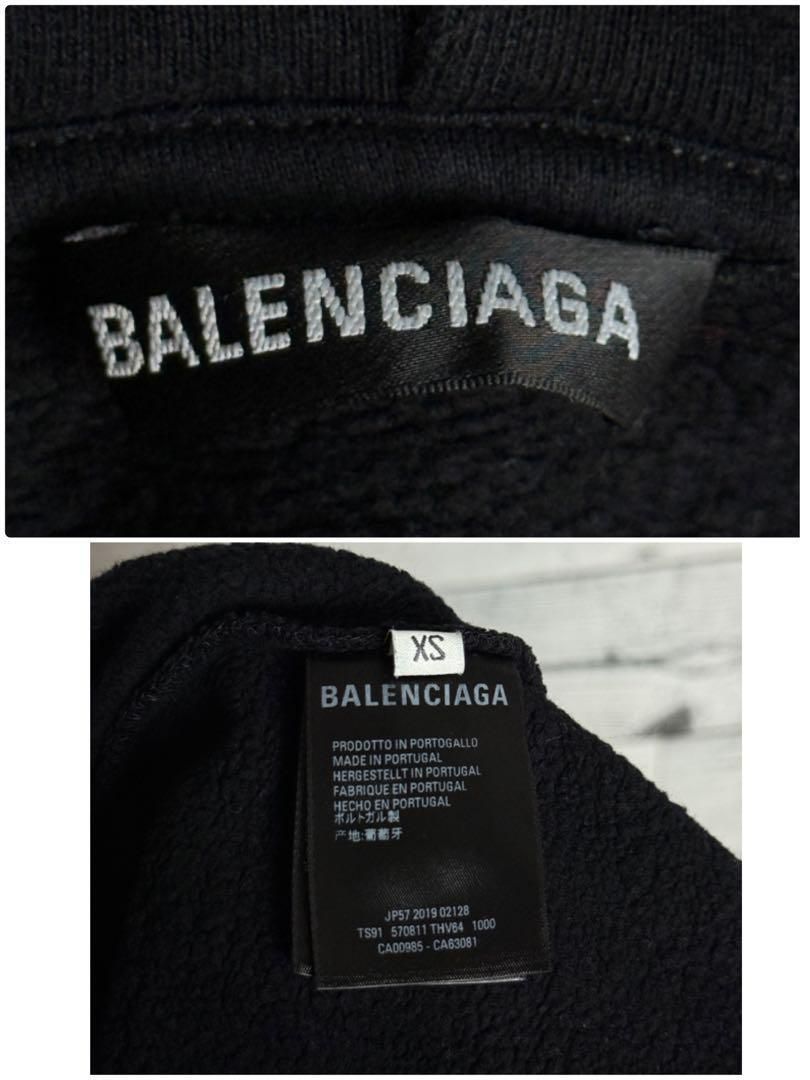 BALENCIAGA
XS
BALENCIAGA
PRODOTTO IN PORTOGALLO
MADE IN PORTUGAL
HERGESTELLT IN PORTUGAL
FABRIQUE EN PORTUGAL
HECHO EN PORTUGAL
ポルトガル製
产地:葡萄牙
JP57 2019 02128
TS91 570811 THV64 1000
CA00985 - CA63081